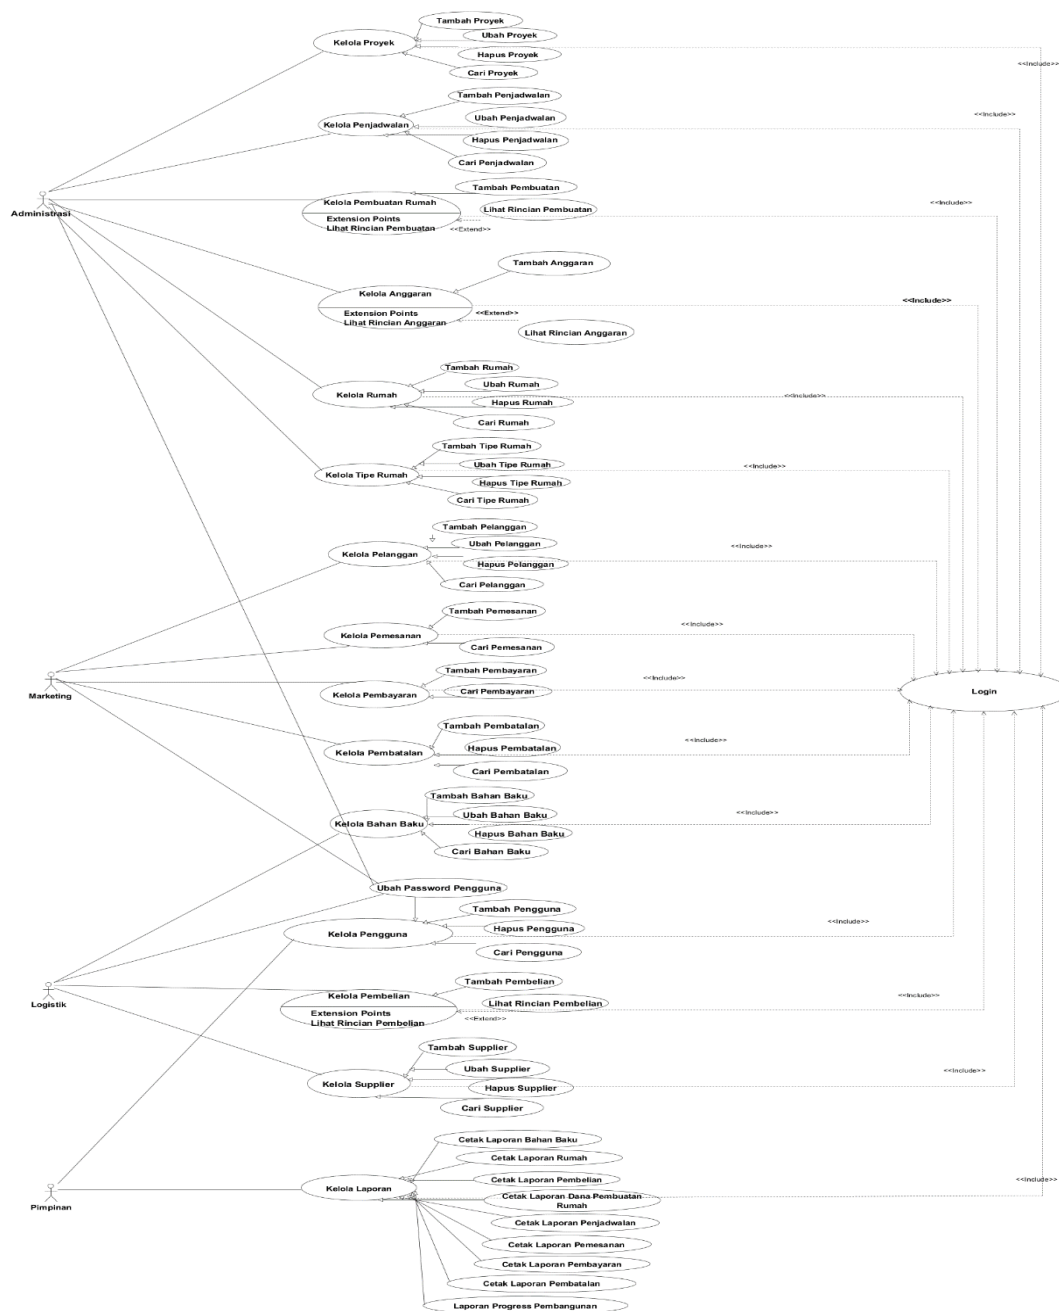 Tambah Proyek
Ubah Proyek
Kelola Proyek
Hapus Proyek
<<Include>>
Cari Proyek
Tambah Penjadwalan
Ubah Penjadwalan
<<Include>>
Kelola Penjadwalan
Hapus Penjadwalan
Cari Penjadwalan
Tambah Pembuatan
Administrasi
Kelola Pembuatan Rumah
Lihat Rincian Pembuatan
<<Include>>
Extension Points
Lihat Rincian Pembuatan
<<Extend>>
Tambah Anggaran
Kelola Anggaran
<<Include>>
Extension Points
Lihat Rincian Anggaran
<<Extend>>
Lihat Rincian Anggaran
Tambah Rumah
Ubah Rumah
Kelola Rumah
<<Include>>
Hapus Rumah
Cari Rumah
Tambah Tipe Rumah
Ubah Tipe Rumah
<<Include>>
Kelola Tipe Rumah
Hapus Tipe Rumah
Cari Tipe Rumah
Tambah Pelanggan
Ubah Pelanggan
<<Include>>
Kelola Pelanggan
Hapus Pelanggan
Cari Pelanggan
Tambah Pemesanan
<<Include>>
Kelola Pemesanan
Cari Pemesanan
Tambah Pembayaran
<<Include>>
Marketing
Kelola Pembayaran
Cari Pembayaran
Login
Tambah Pembatalan
<<Include>>
Kelola Pembatalan
Hapus Pembatalan
Cari Pembatalan
Tambah Bahan Baku
Ubah Bahan Baku
<<Include>>
Kelola Bahan Baku
Hapus Bahan Baku
Cari Bahan Baku
Ubah Password Pengguna
Tambah Pengguna
<<Include>>
Kelola Pengguna
Hapus Pengguna
Cari Pengguna
Tambah Pembelian
Logistik
Kelola Pembelian
Lihat Rincian Pembelian
<<Include>>
Extension Points
Lihat Rincian Pembelian
<<Extend>>
Tambah Supplier
Ubah Supplier
<<Include>>
Kelola Supplier
Hapus Supplier
Cari Supplier
Cetak Laporan Bahan Baku
Cetak Laporan Rumah
Cetak Laporan Pembelian
<<Include>>
Pimpinan
Kelola Laporan
Cetak Laporan Dana Pembuatan
Rumah
Cetak Laporan Penjadwalan
Cetak Laporan Pemesanan
Cetak Laporan Pembayaran
Cetak Laporan Pembatalan
Laporan Progress Pembangunan